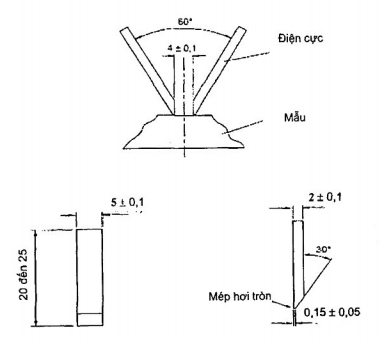 60°
Điện cực
4 ± 0,1
Mẫu
5 ± 0,1
2 ± 0,1
20 đến 25
30°
Mép hơi tròn
0,15 ± 0,05